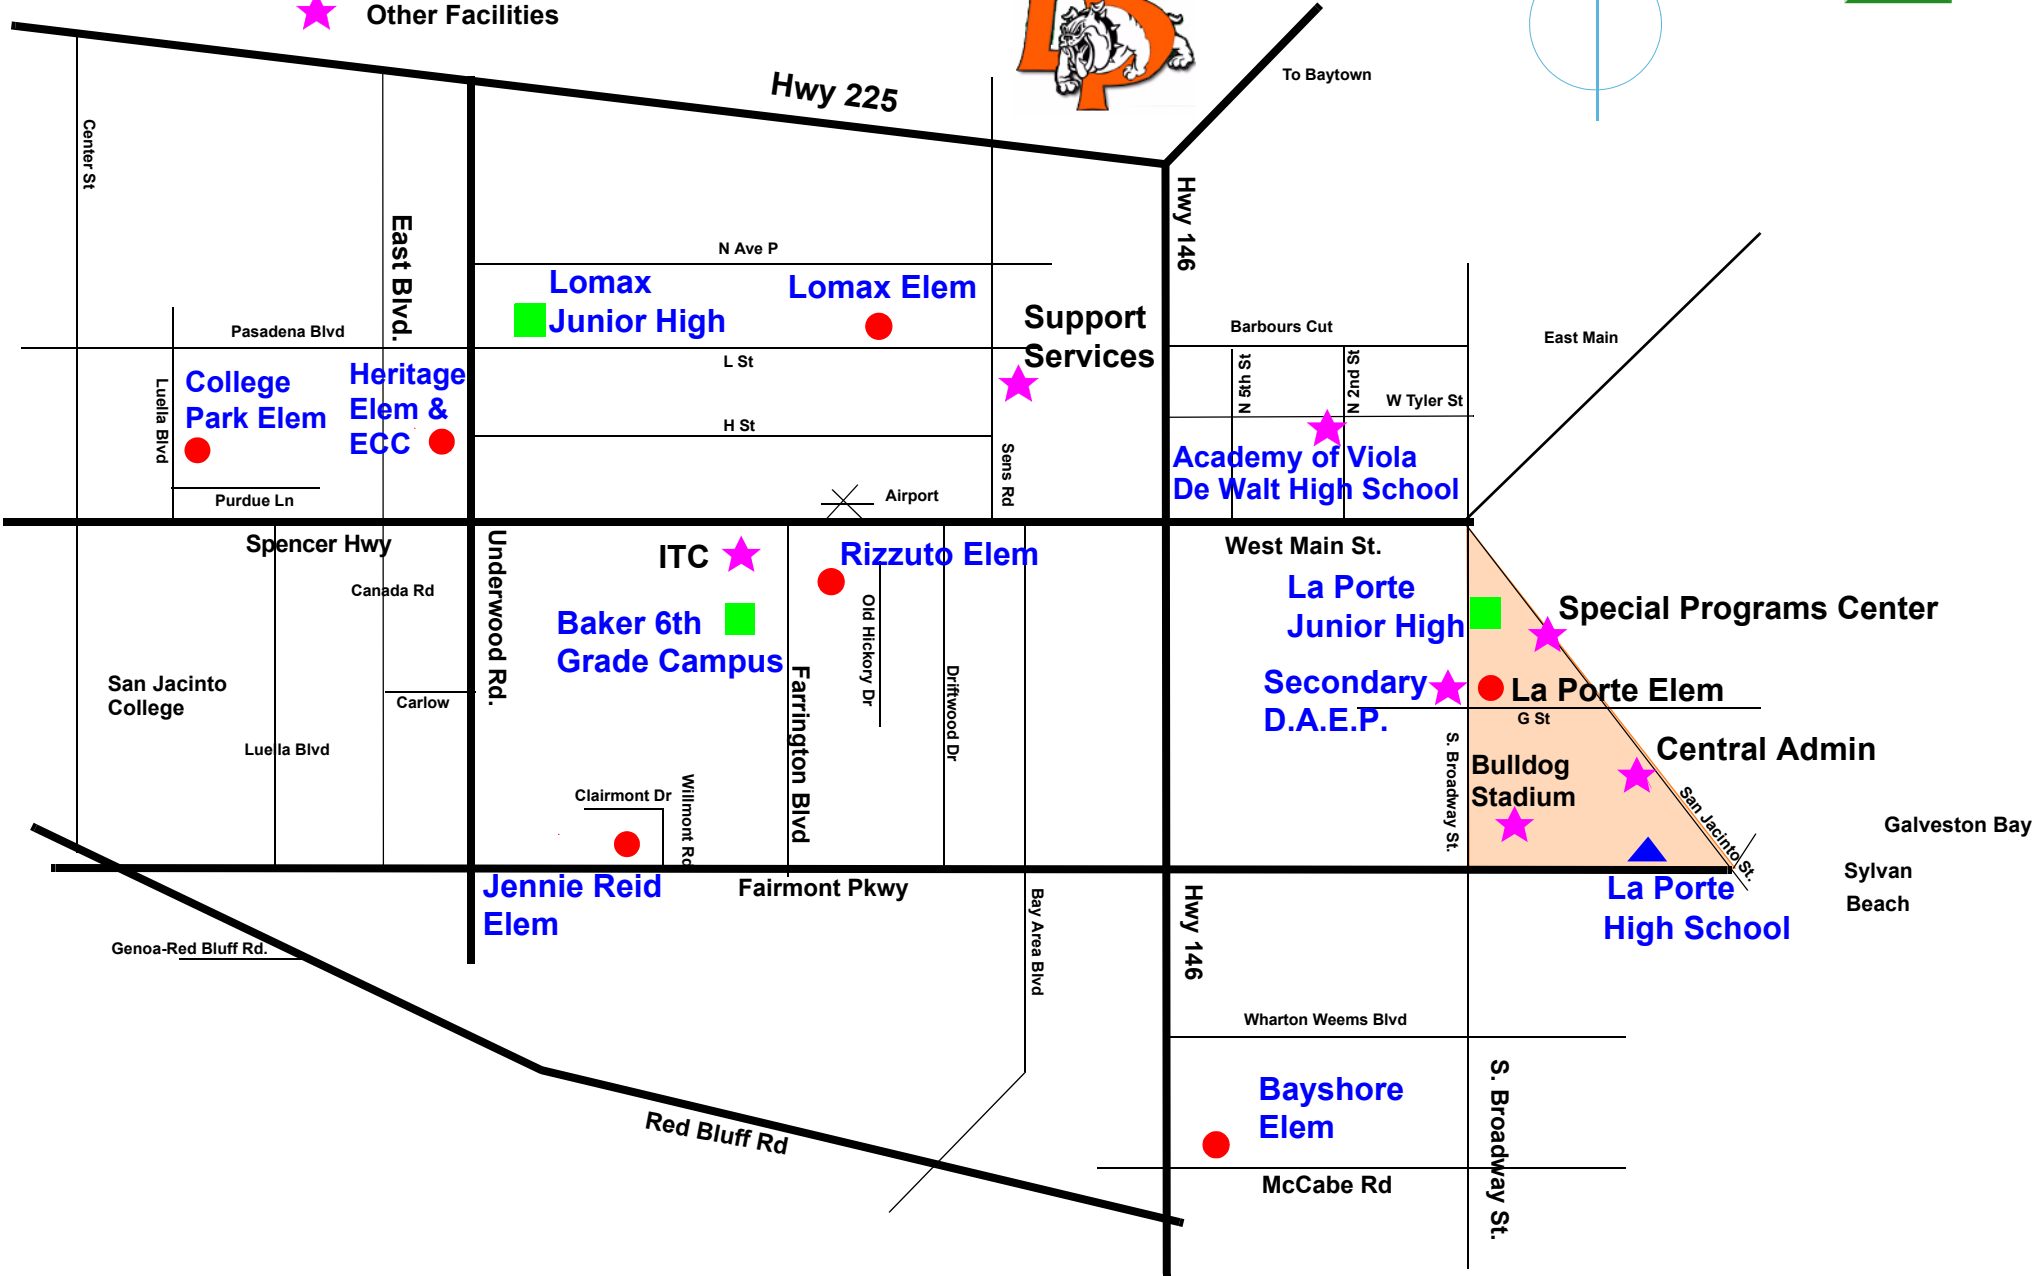 Other Facilities
Hwy 225
To Baytown
Center St
East Blvd.
Hwy 146
N Ave P
Lomax
Junior High
Lomax Elem
Support
Services
Pasadena Blvd
L St
Barbours Cut
East Main
N 5th St
N 2nd St
W Tyler St
Luella Blvd
College
Park Elem
Heritage
Elem &
ECC
H St
Sens Rd
Academy of Viola
De Walt High School
Purdue Ln
Airport
Spencer Hwy
Underwood Rd.
ITC
Rizzuto Elem
West Main St.
Canada Rd
Baker 6th
Grade Campus
Old Hickory Dr
La Porte
Junior High
Special Programs Center
San Jacinto
College
Carlow
Farrington Blvd
Driftwood Dr
Secondary
D.A.E.P.
La Porte Elem
G St
Luella Blvd
S. Broadway St.
Bulldog
Stadium
Central Admin
San Jacinto St.
Clairmont Dr
Willmont Rd
Galveston Bay
Sylvan
Beach
Jennie Reid
Elem
Fairmont Pkwy
La Porte
High School
Genoa-Red Bluff Rd.
Bay Area Blvd
Hwy 146
Wharton Weems Blvd
Bayshore
Elem
S. Broadway St.
Red Bluff Rd
McCabe Rd